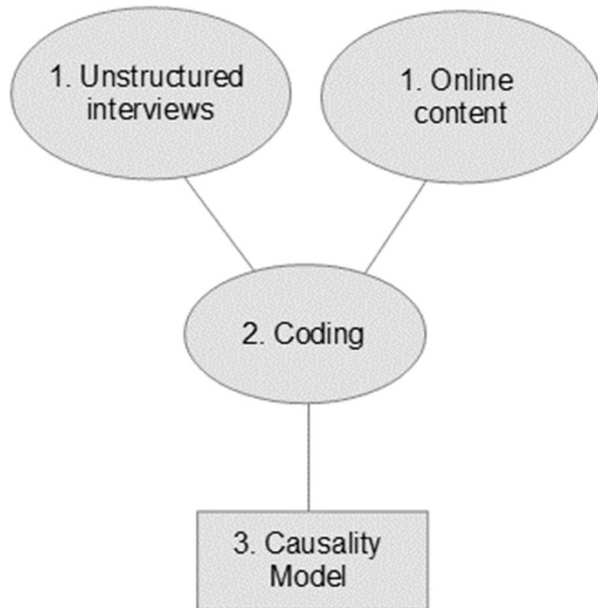 1. Unstructured
interviews
1. Online
content
2. Coding
3. Causality
Model